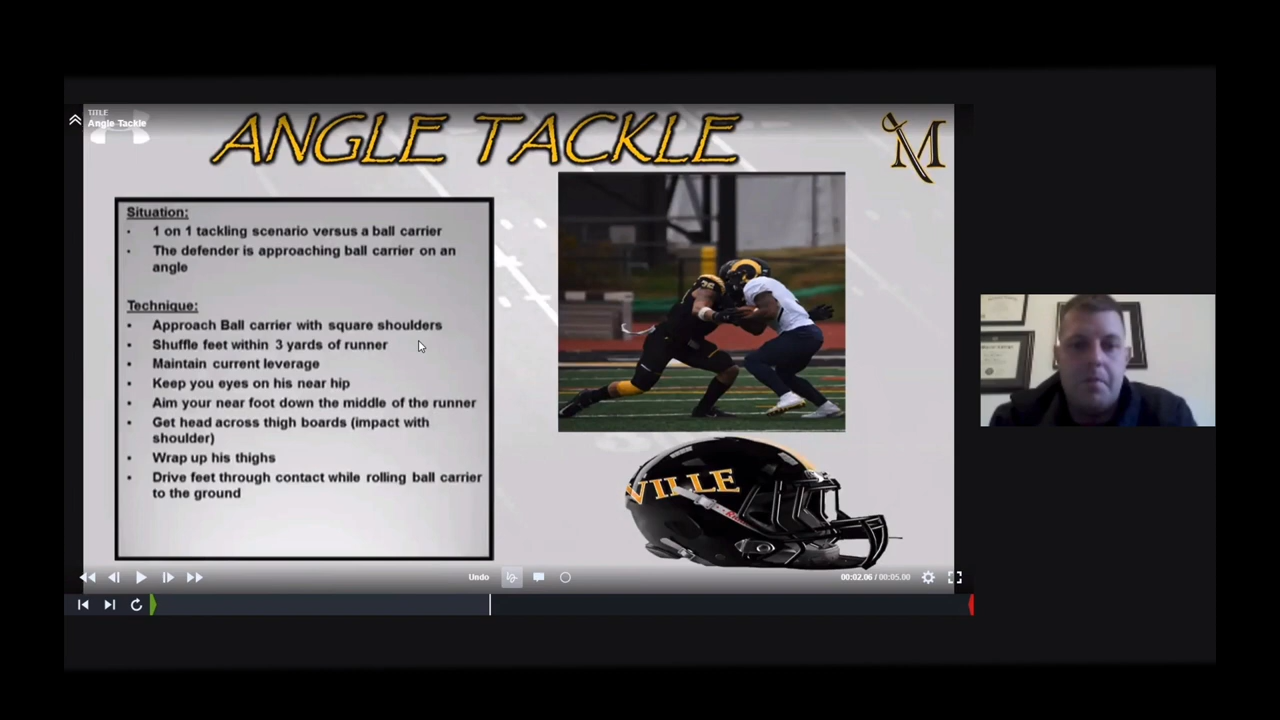 TITLE
Angle Tackle
ANGLE TACKLE
M
Situation:
• 1 on 1 tackling scenario versus a ball carrier
• The defender is approaching ball carrier on an
angle
Technique:
• Approach Ball carrier with square shoulders
• Shuffle feet within 3 yards of runner
• Maintain current leverage
• Keep you eyes on his near hip
• Aim your near foot down the middle of the runner
• Get head across thigh boards (impact with
shoulder)
• Wrap up his thighs
• Drive feet through contact while rolling ball carrier
to the ground
VILLE
Undo
00:02.06 / 00:05.00